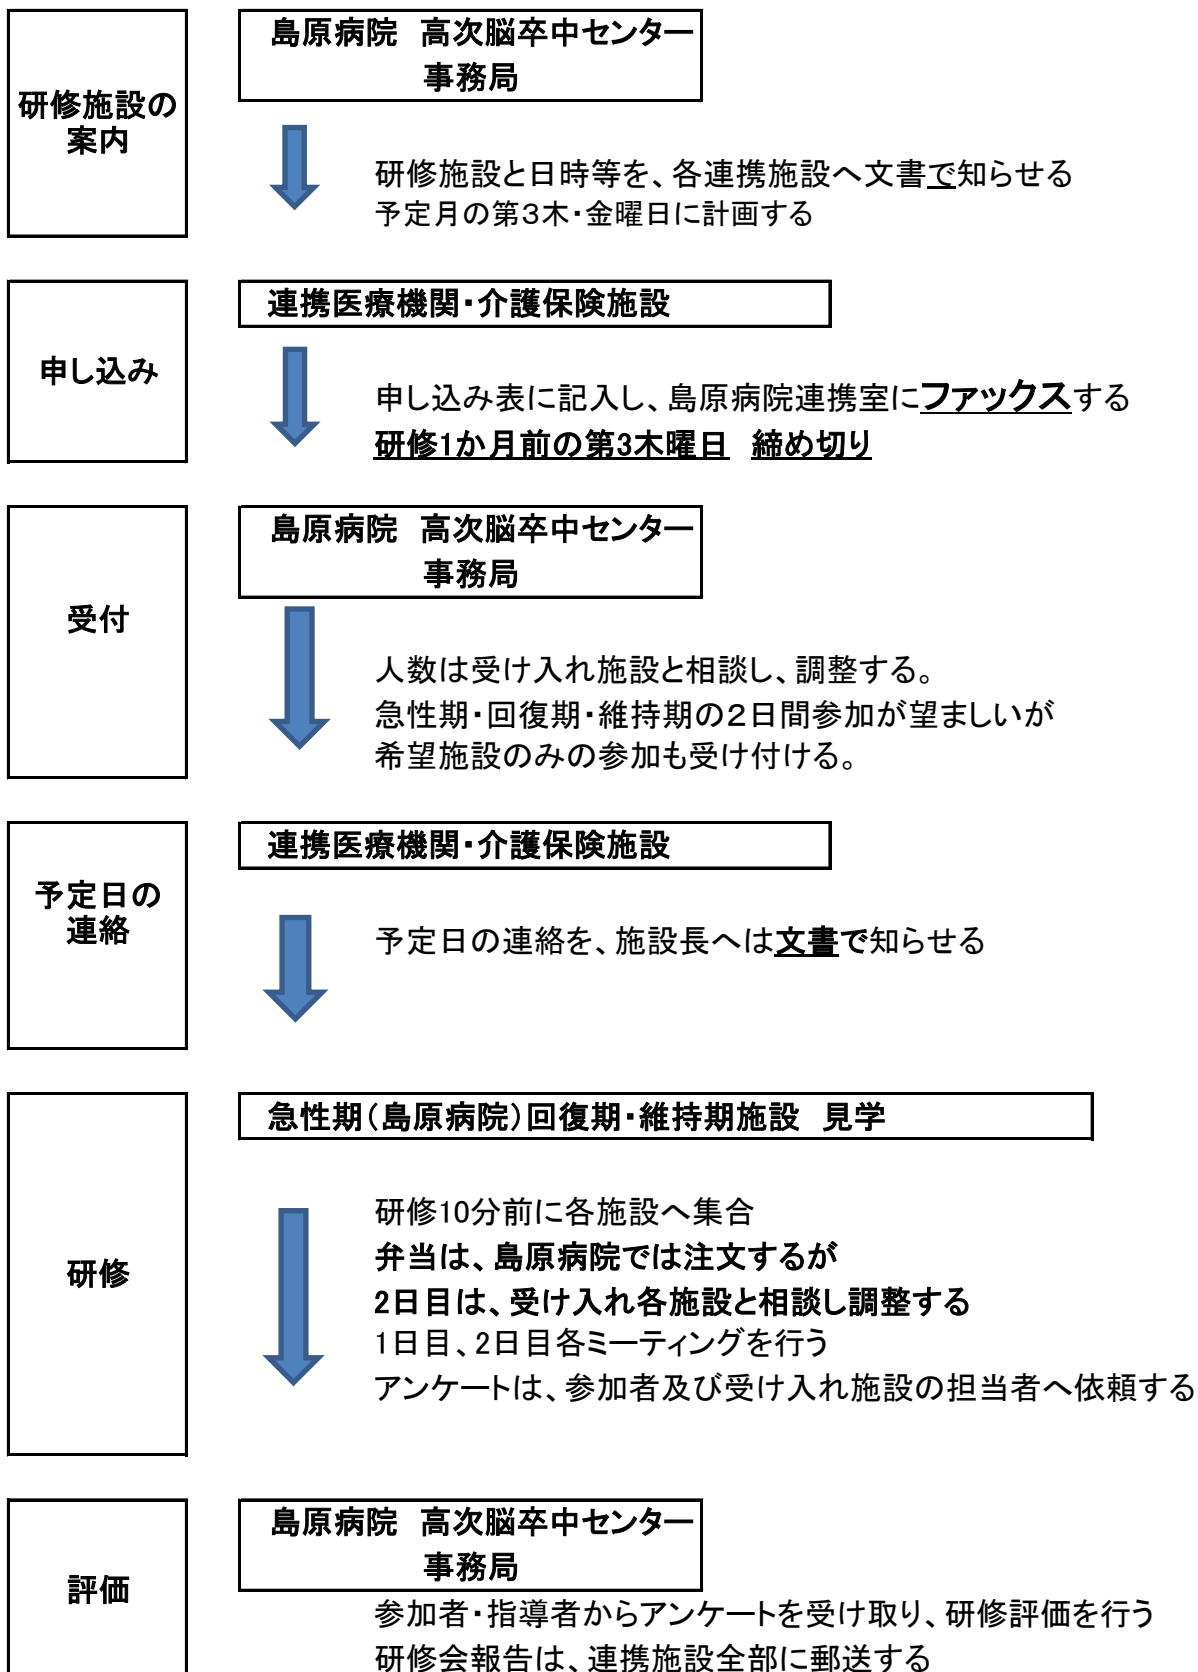 研修施設の
案内
島原病院　高次脳卒中センター
事務局
研修施設と日時等を、各連携施設へ文書で知らせる
予定月の第３木・金曜日に計画する
申し込み
連携医療機関・介護保険施設
申し込み表に記入し、島原病院連携室にファックスする
研修1か月前の第3木曜日　締め切り
受付
島原病院　高次脳卒中センター
事務局
人数は受け入れ施設と相談し、調整する。
急性期・回復期・維持期の２日間参加が望ましいが
希望施設のみの参加も受け付ける。
予定日の
連絡
連携医療機関・介護保険施設
予定日の連絡を、施設長へは文書で知らせる
研修
急性期（島原病院）回復期・維持期施設　見学
研修10分前に各施設へ集合
弁当は、島原病院では注文するが
2日目は、受け入れ各施設と相談し調整する
1日目、2日目各ミーティングを行う
アンケートは、参加者及び受け入れ施設の担当者へ依頼する
評価
島原病院　高次脳卒中センター
事務局
参加者・指導者からアンケートを受け取り、研修評価を行う
研修会報告は、連携施設全部に郵送する